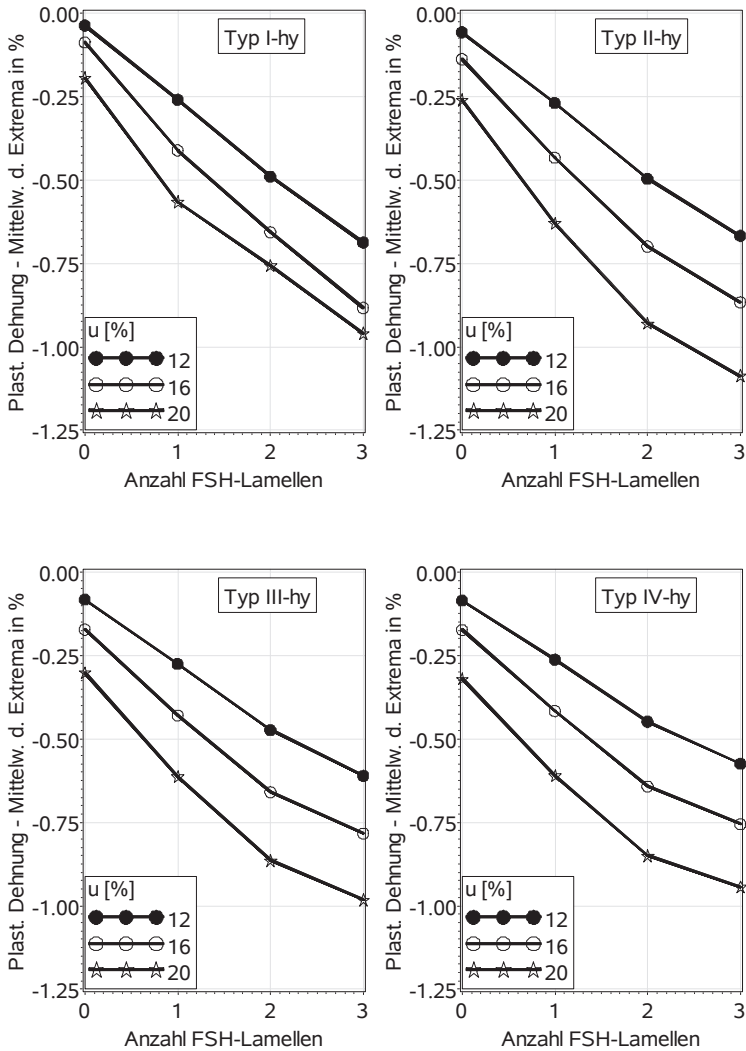 Typ I-hy
Plast. Dehnung - Mittelw. d. Extrema in %
0.00
-0.25
-0.50
-0.75
-1.00
-1.25
u [%]
12
16
20
0 1 2 3
Anzahl FSH-Lamellen
Typ II-hy
Plast. Dehnung - Mittelw. d. Extrema in %
0.00
-0.25
-0.50
-0.75
-1.00
-1.25
u [%]
12
16
20
0 1 2 3
Anzahl FSH-Lamellen
Typ III-hy
Plast. Dehnung - Mittelw. d. Extrema in %
0.00
-0.25
-0.50
-0.75
-1.00
-1.25
u [%]
12
16
20
0 1 2 3
Anzahl FSH-Lamellen
Typ IV-hy
Plast. Dehnung - Mittelw. d. Extrema in %
0.00
-0.25
-0.50
-0.75
-1.00
-1.25
u [%]
12
16
20
0 1 2 3
Anzahl FSH-Lamellen